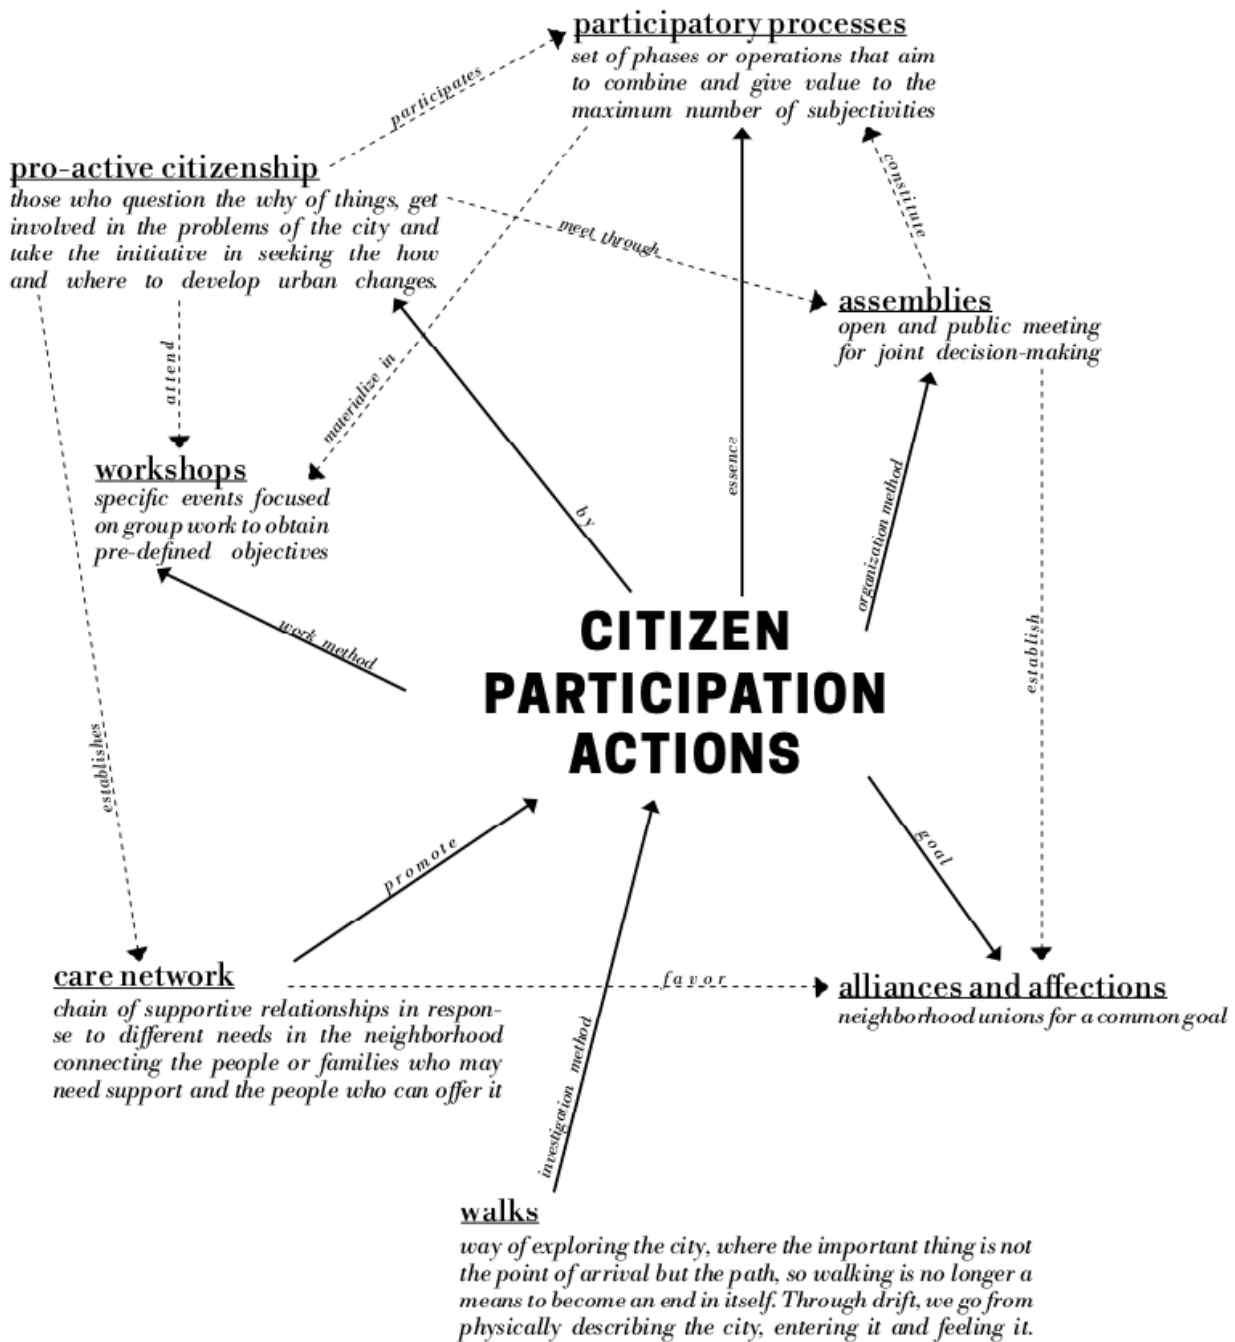 participatory processes
set of phases or operations that aim
to combine and give value to the
maximum number of subjectivities
participates
pro-active citizenship
those who question the why of things, get
involved in the problems of the city and
take the initiative in seeking the how
and where to develop urban changes.
constitute
meet through
assemblies
open and public meeting
for joint decision-making
attend
materialize in
workshops
specific events focused
on group work to obtain
pre-defined objectives
essence
by
organization method
work method
CITIZEN
PARTICIPATION
ACTIONS
establish
establishes
promote
goal
care network
chain of supportive relationships in respon-
se to different needs in the neighborhood
connecting the people or families who may
need support and the people who can offer it
favor
alliances and affections
neighborhood unions for a common goal
investigation method
walks
way of exploring the city, where the important thing is not
the point of arrival but the path, so walking is no longer a
means to become an end in itself. Through drift, we go from
physically describing the city, entering it and feeling it.